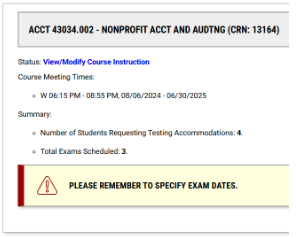 ACCT 43034.002 - NONPROFIT ACCT AND AUDTNG (CRN: 13164)
Status: View/Modify Course Instruction
Course Meeting Times:
W 06:15 PM - 08:55 PM, 08/06/2024 - 06/30/2025
Summary:
Number of Students Requesting Testing Accommodations: 4.
Total Exams Scheduled: 3.
PLEASE REMEMBER TO SPECIFY EXAM DATES.